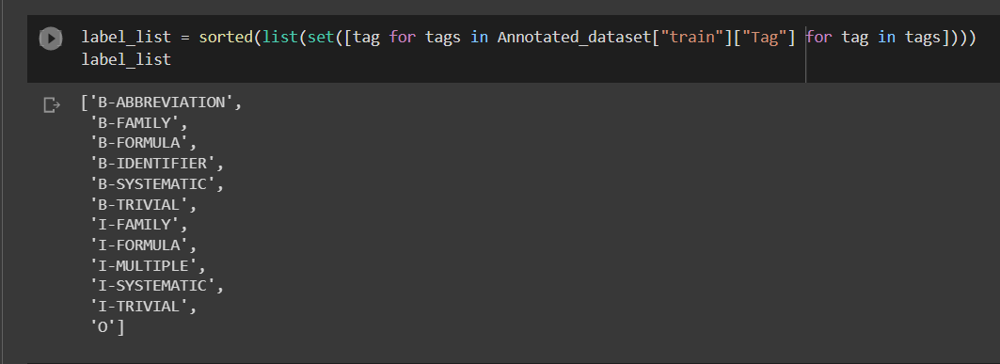 label_list = sorted(list(set([tag for tags in Annotated_dataset["train"]["Tag"] for tag in tags])))
label_list
['B-ABBREVIATION',
'B-FAMILY',
'B-FORMULA',
'B-IDENTIFIER',
'B-SYSTEMATIC',
'B-TRIVIAL',
'I-FAMILY',
'I-FORMULA',
'I-MULTIPLE',
'I-SYSTEMATIC',
'I-TRIVIAL',
'O']